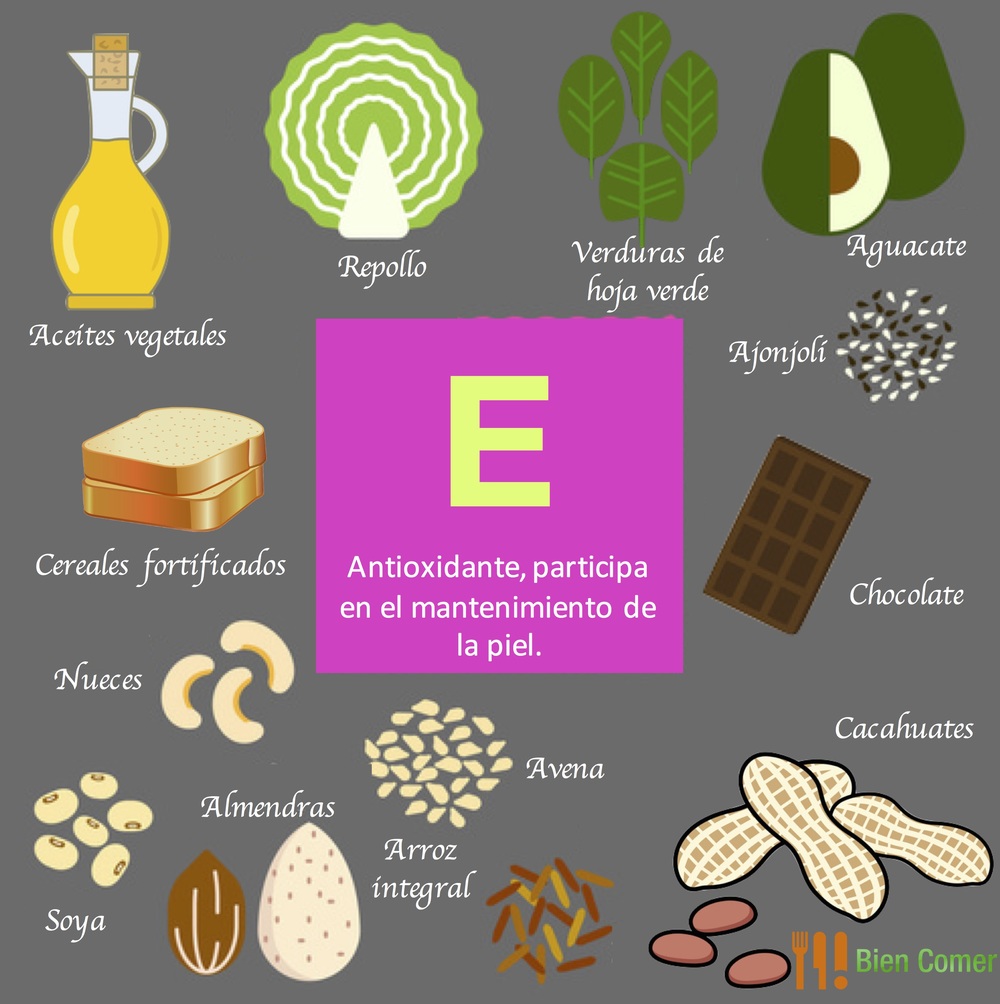 Repollo
Verduras de
hoja verde
Aguacate
Aceites vegetales
Ajonjolí
E
Antioxidante, participa
en el mantenimiento de
la piel.
Cereales fortificados
Chocolate
Nueces
Cacahuates
Avena
Almendras
Arroz
integral
Soya
Bien Comer